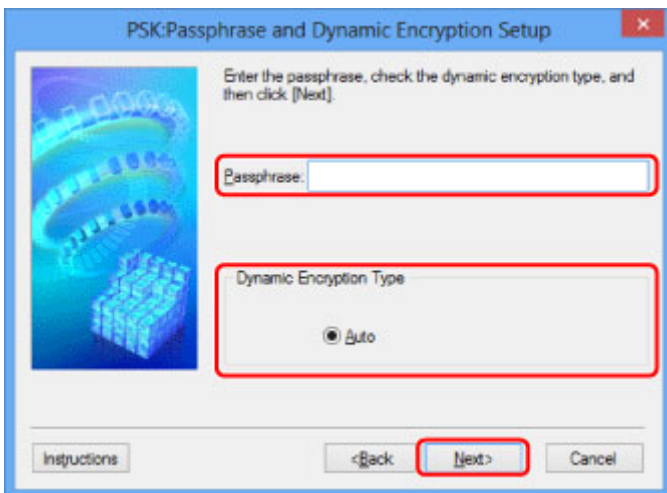 PSK:Passphrase and Dynamic Encryption Setup
Enter the passphrase, check the dynamic encryption type, and
then click [Next].
Passphrase:
Dynamic Encryption Type
Auto
Instructions
<Back
Next>
Cancel